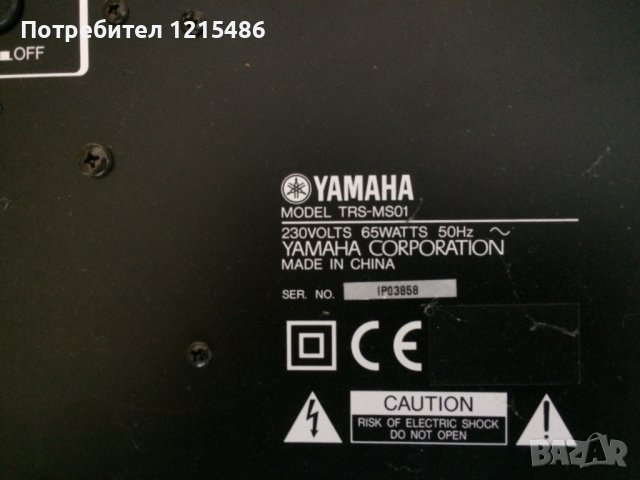 Потребител 1215486
OFF
YAMAHA
MODEL TRS-MS01
230VOLTS 65WATTS 50Hz ~
YAMAHA CORPORATION
MADE IN CHINA
SER. NO. IP03858
CE
CAUTION
RISK OF ELECTRIC SHOCK
DO NOT OPEN
BAZAR